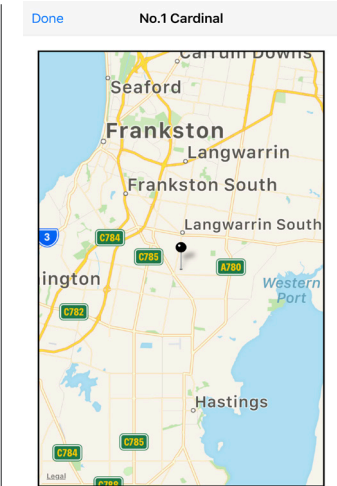 Done
No.1 Cardinal
Carrum Downs
Seaford
Frankston
Langwarrin
Frankston South
Langwarrin South
3
C784
C785
A780
ington
Western
Port
C782
Hastings
C785
C784
Legal
C788